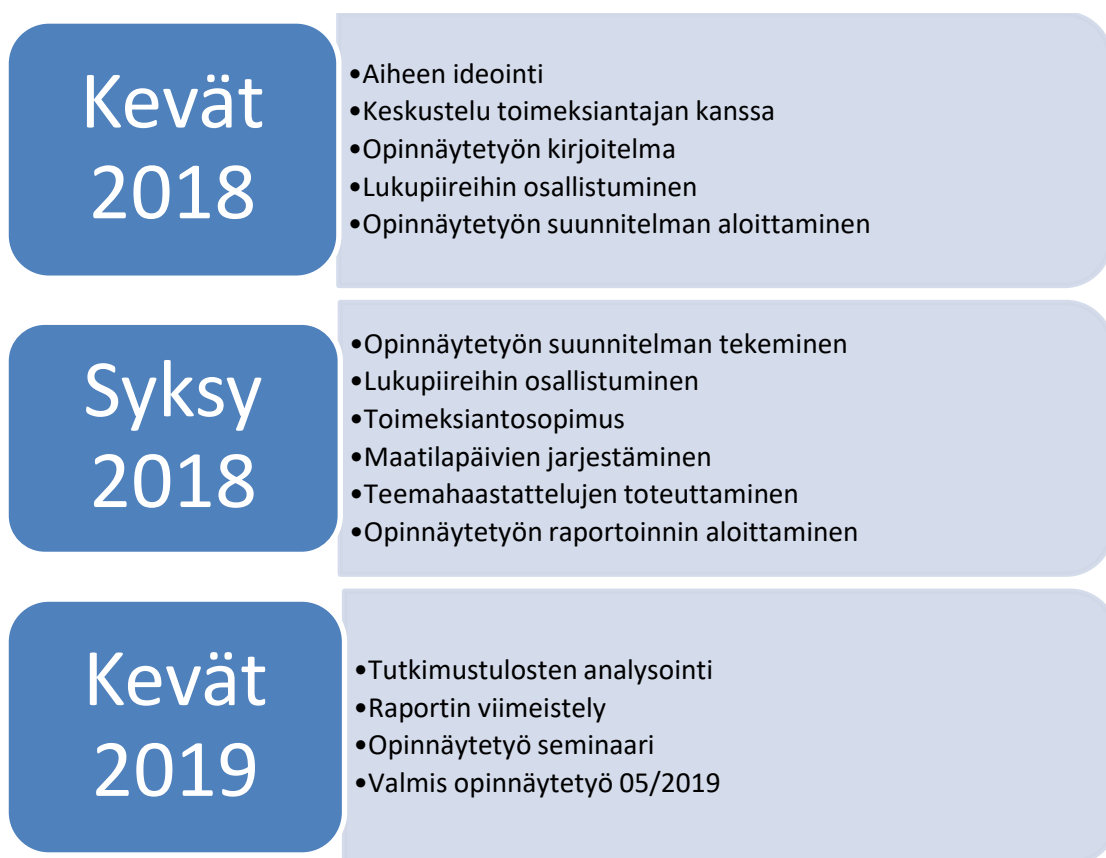 Kevät
2018
•Aiheen ideointi
•Keskustelu toimeksiantajan kanssa
•Opinnäytetyön kirjoitelma
•Lukupiireihin osallistuminen
•Opinnäytetyön suunnitelman aloittaminen
Syksy
2018
•Opinnäytetyön suunnitelman tekeminen
•Lukupiireihin osallistuminen
•Toimeksiantosopimus
•Maatilapäivien jarjestäminen
•Teemahaastattelujen toteuttaminen
•Opinnäytetyön raportoinnin aloittaminen
Kevät
2019
•Tutkimustulosten analysointi
•Raportin viimeistely
•Opinnäytetyö seminaari
•Valmis opinnäytetyö 05/2019